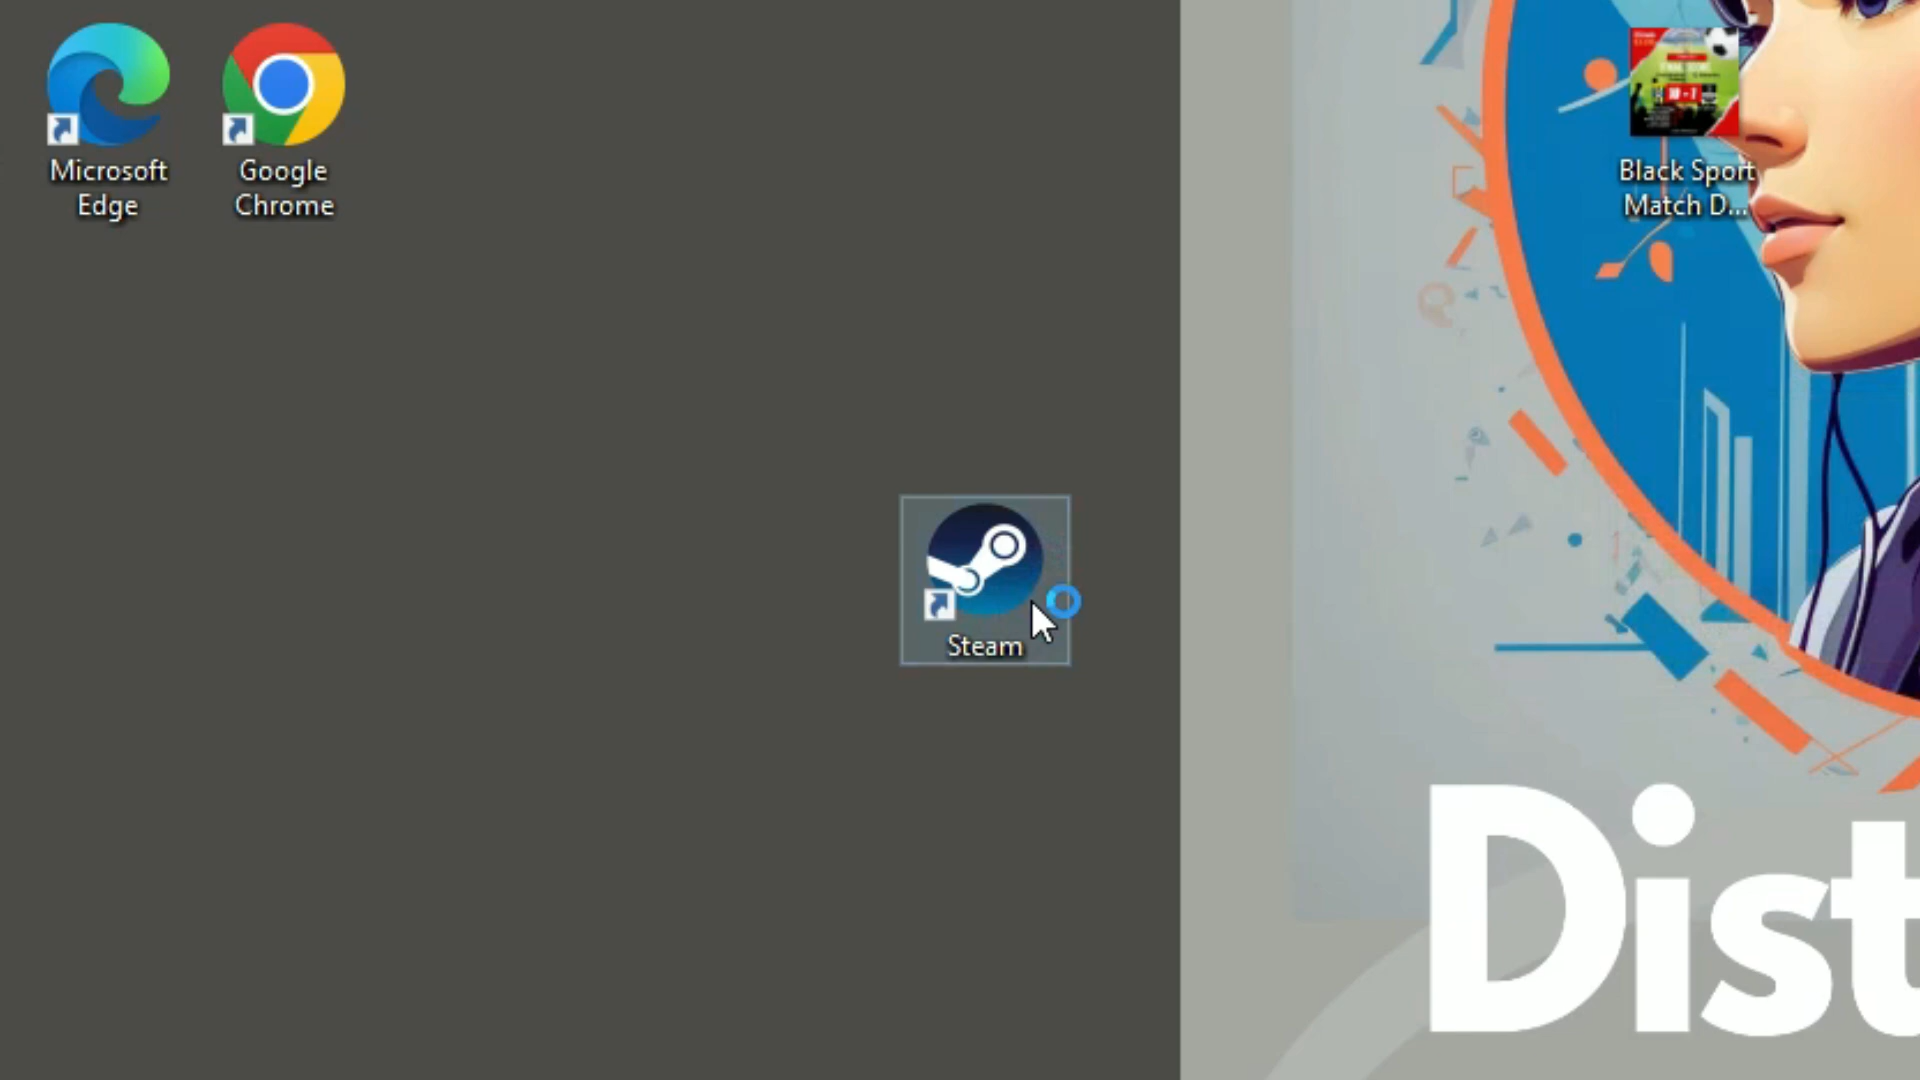 Microsoft
Edge
Google
Chrome
Black Sport
Match D...
Steam
Dist